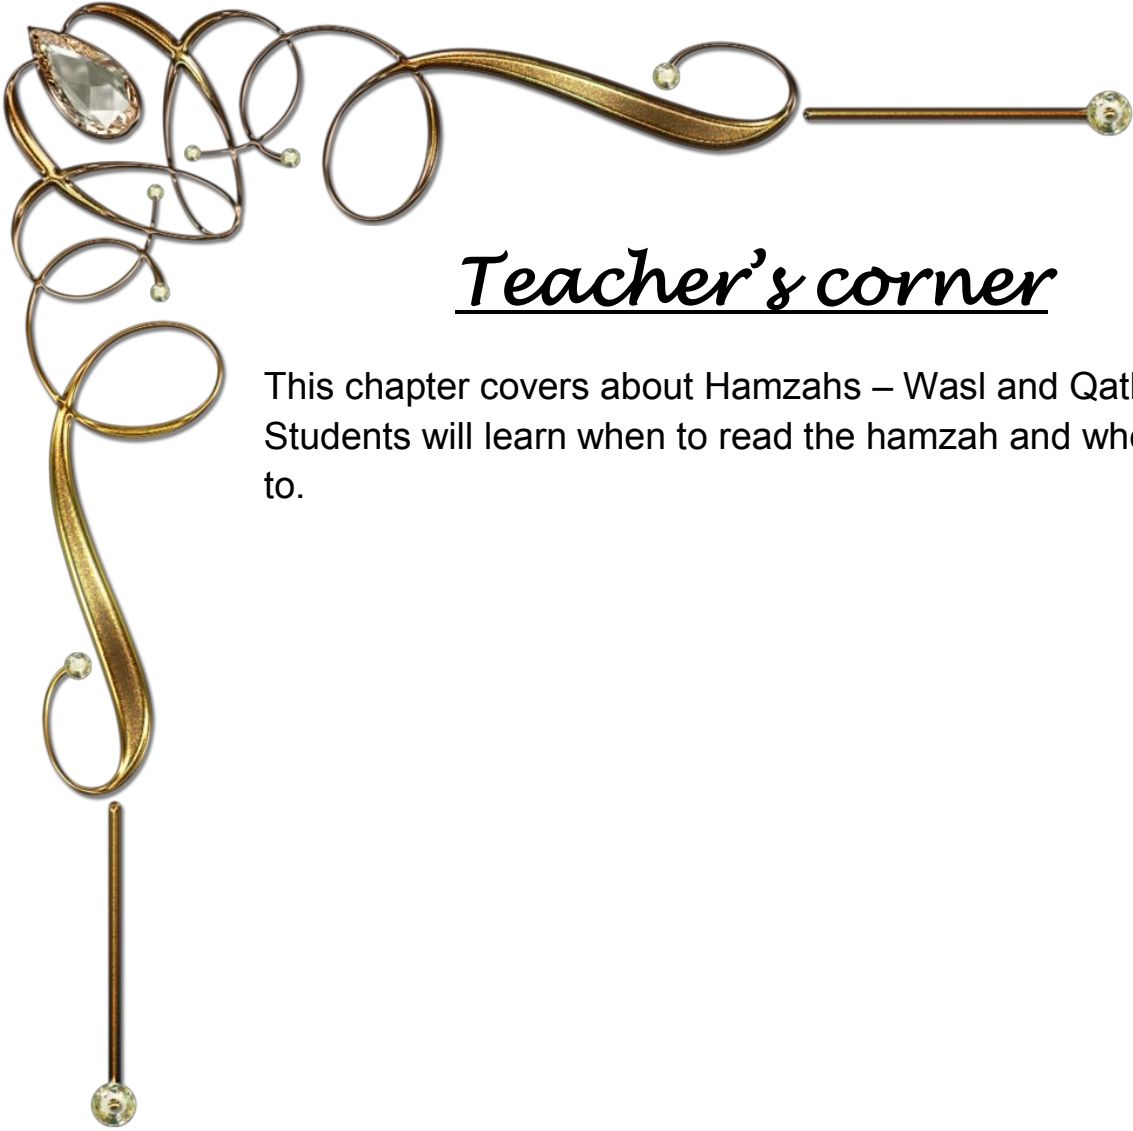 Teacher's corner
This chapter covers about Hamzahs – Wasl and
Students will learn when to read the hamzah and
to.